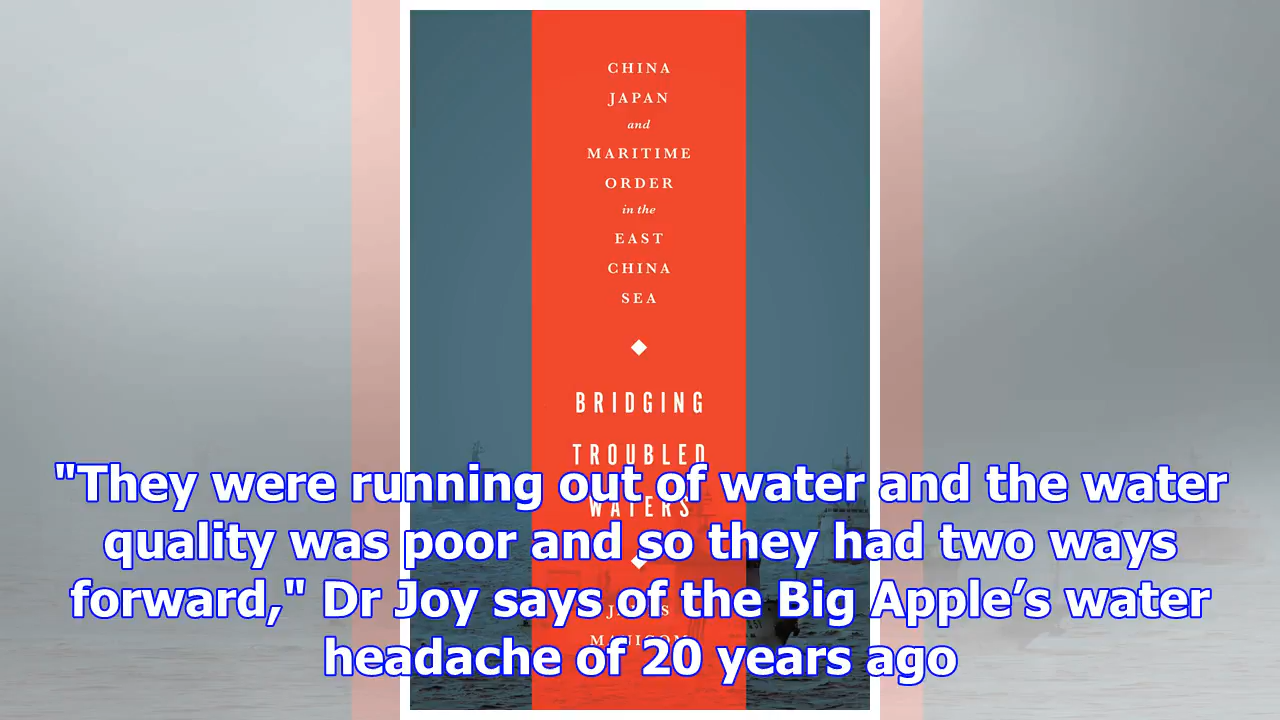 CHINA
JAPAN
and
MARITIME
ORDER
in the
EAST
CHINA
SEA
BRIDGING
TROUBLED
WATERS
"They were running out of water and the water
quality was poor and so they had two ways
forward," Dr Joy says of the Big Apple’s water
headache of 20 years ago